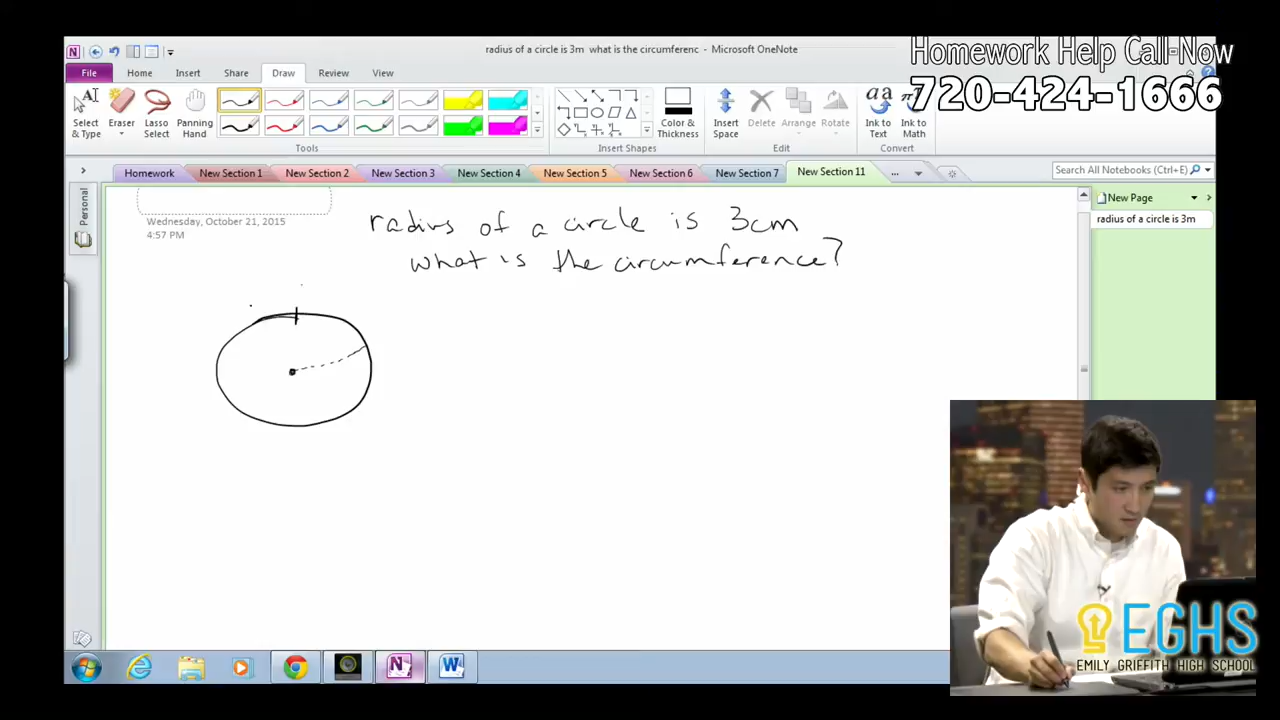 radius of a circle is 3m what is the circumferenc - Microsoft OneNote
Homework Help Call-Now
720-424-1666
File Home Insert Share Draw Review View
Select & Type
Eraser
Lasso Select
Panning Hand
Color & Thickness
Insert Space
Delete
Arrange
Rotate
Ink to Text
Ink to Math
Tools
Insert Shapes
Edit
Convert
Homework New Section 1 New Section 2 New Section 3 New Section 4 New Section 5 New Section 6 New Section 7 New Section 11 ...
Search All Notebooks (Ctrl+E)
Personal
New Page
radius of a circle is 3m
Wednesday, October 21, 2015
4:57 PM
radius of a circle is 3cm
what is the circumference?
EGHS
EMILY GRIFFITH HIGH SCHOOL